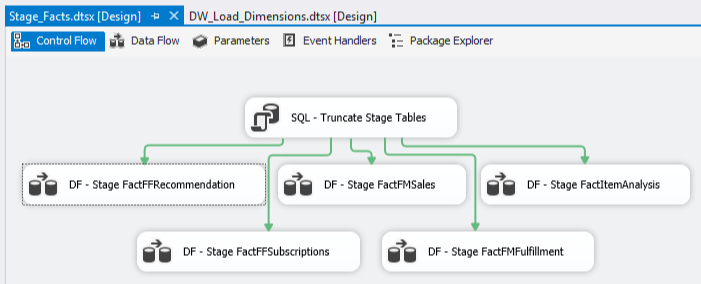 Stage_Facts.dtsx [Design]
DW_Load_Dimensions.dtsx [Design]
Control Flow
Data Flow
Parameters
Event Handlers
Package Explorer
SQL - Truncate Stage Tables
DF - Stage FactFFRecommendation
DF - Stage FactFMSales
DF - Stage FactItemAnalysis
DF - Stage FactFFSubscriptions
DF - Stage FactFMFulfillment